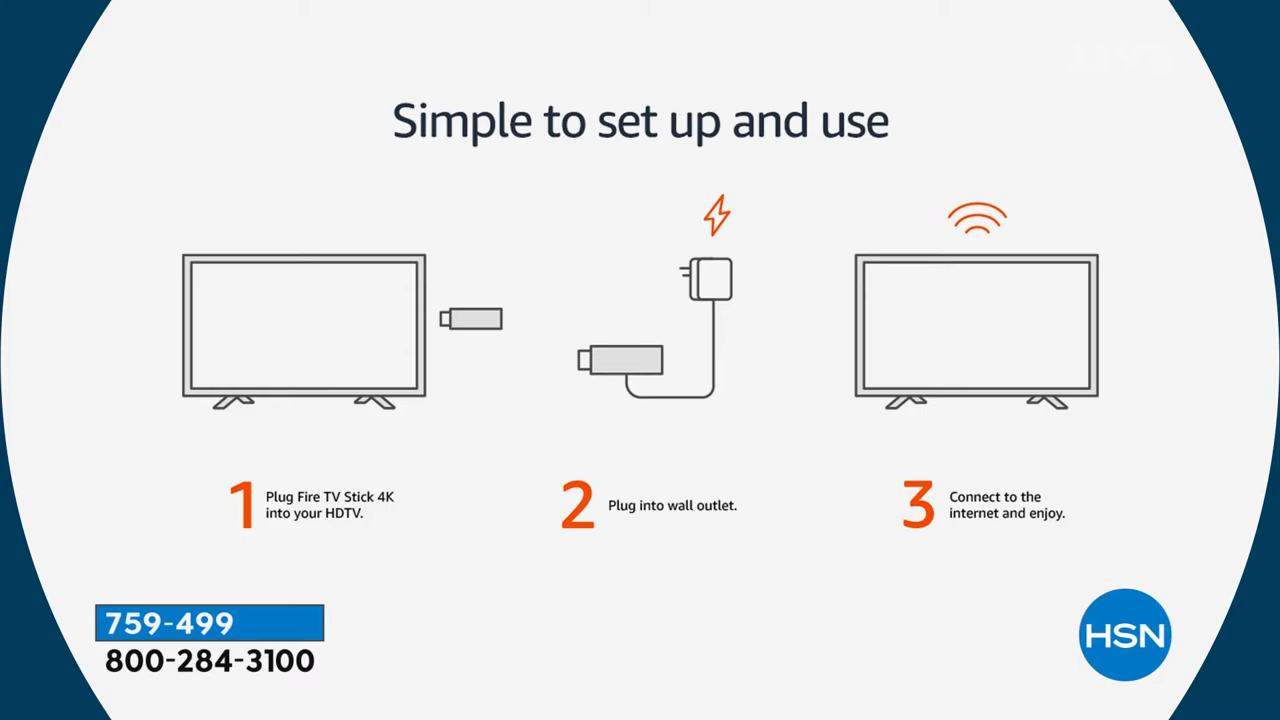 Simple to set up and use
1 Plug Fire TV Stick 4K
into your HDTV.
2 Plug into wall outlet.
3 Connect to the
internet and enjoy.
759-499
800-284-3100
HSN